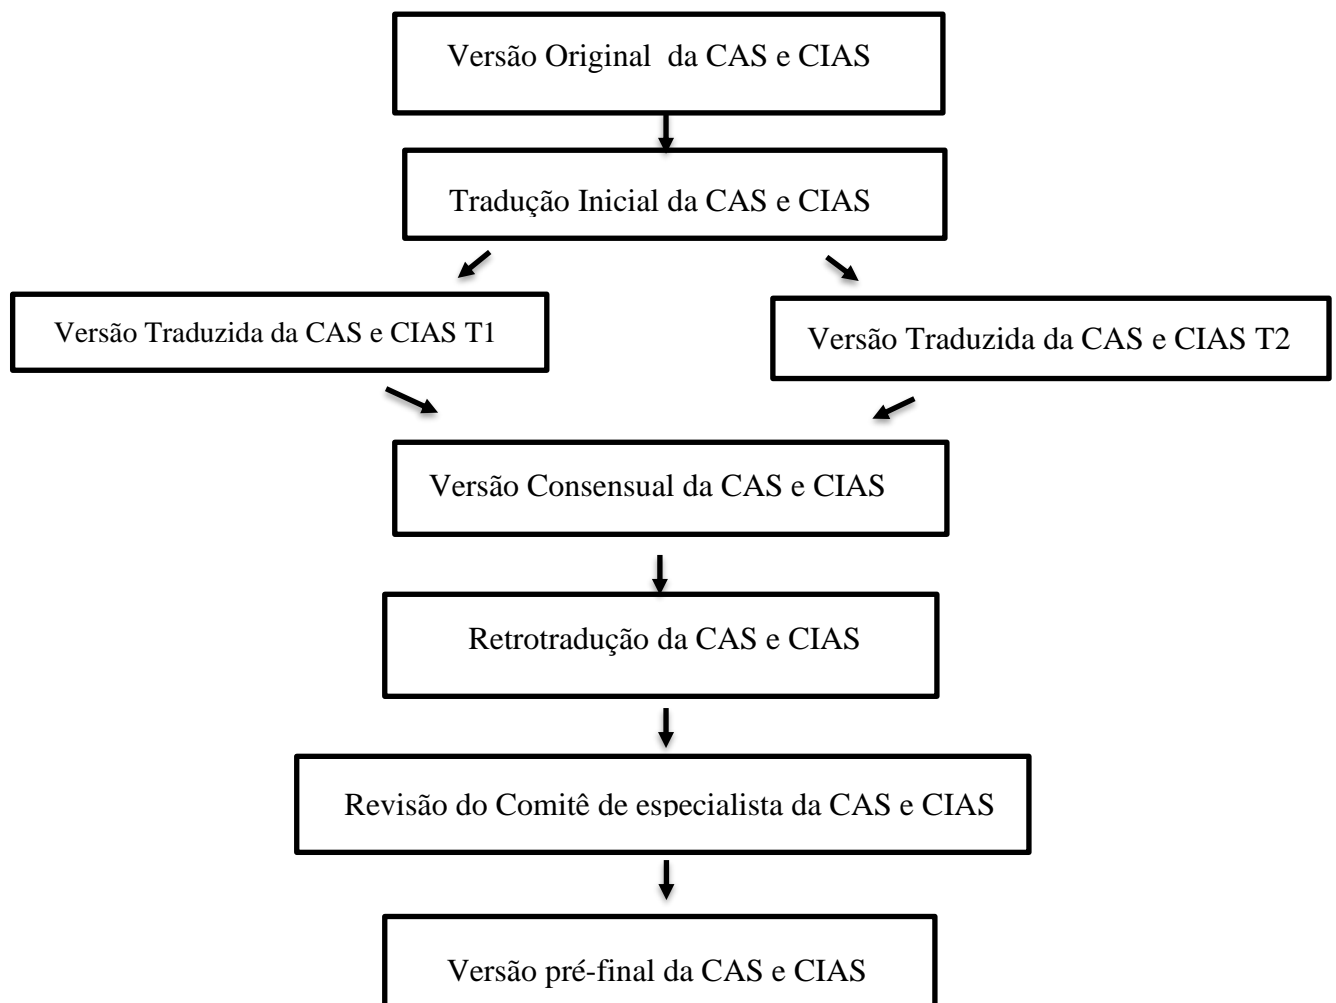 Versão Original da CAS e CIAS
Tradução Inicial da CAS e CIAS
Versão Traduzida da CAS e CIAS T1
Versão Traduzida da CAS e CIAS T2
Versão Consensual da CAS e CIAS
Retrotradução da CAS e CIAS
Revisão do Comitê de especialista da CAS e CIAS
Versão pré-final da CAS e CIAS